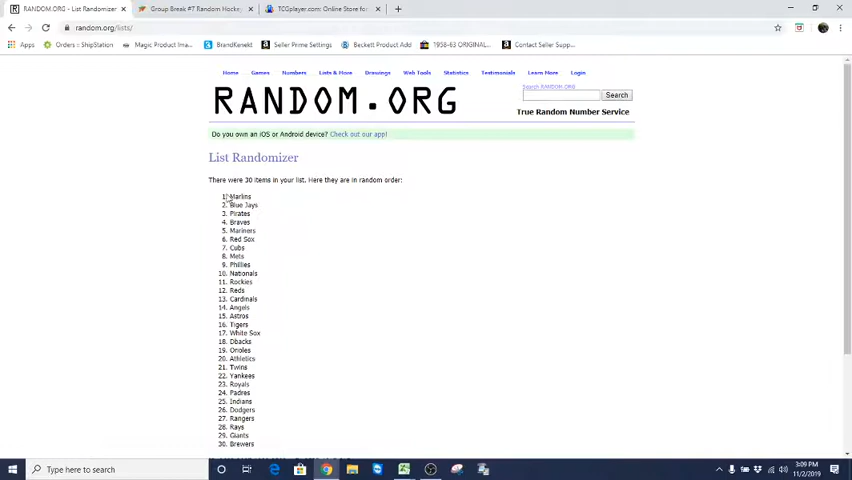 RANDOM.ORG - List Randomizer
Group Break #7 Random Hocke
TCGplayer.com: Online Store for
random.org/lists/
Apps
Orders :: ShipStation
Magic Product Ima...
BrandKenekt
Seller Prime Settings
Beckett Product Add
1958-63 ORIGINAL...
Contact Seller Supp...
Home
Games
Numbers
Lists & More
Drawings
Web Tools
Statistics
Testimonials
Learn More
Login
RANDOM.ORG
Search RANDOM.ORG
Search
True Random Number Service
Do you own an iOS or Android device? Check out our app!
List Randomizer
There were 30 items in your list. Here they are in random order:
1. Marlins
2. Blue Jays
3. Pirates
4. Braves
5. Mariners
6. Red Sox
7. Cubs
8. Mets
9. Phillies
10. Nationals
11. Rockies
12. Reds
13. Cardinals
14. Angels
15. Astros
16. Tigers
17. White Sox
18. Dbacks
19. Orioles
20. Athletics
21. Twins
22. Yankees
23. Royals
24. Padres
25. Indians
26. Dodgers
27. Rangers
28. Rays
29. Giants
30. Brewers
Type here to search
3:09 PM
11/2/2019